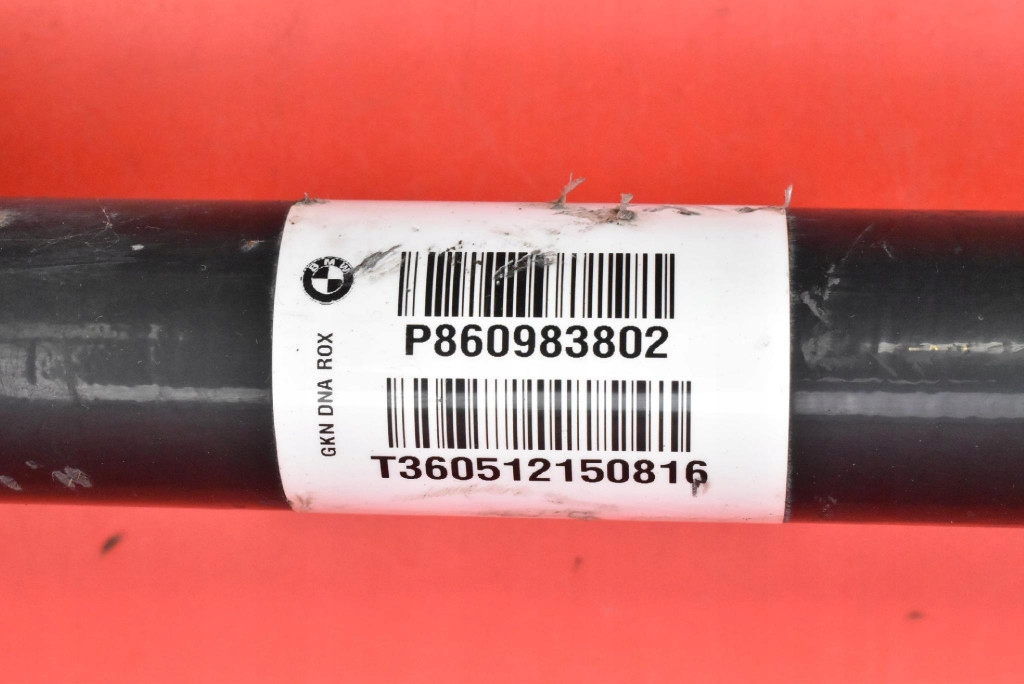 BMW
P860983802
GKN DNA ROX
T360512150816